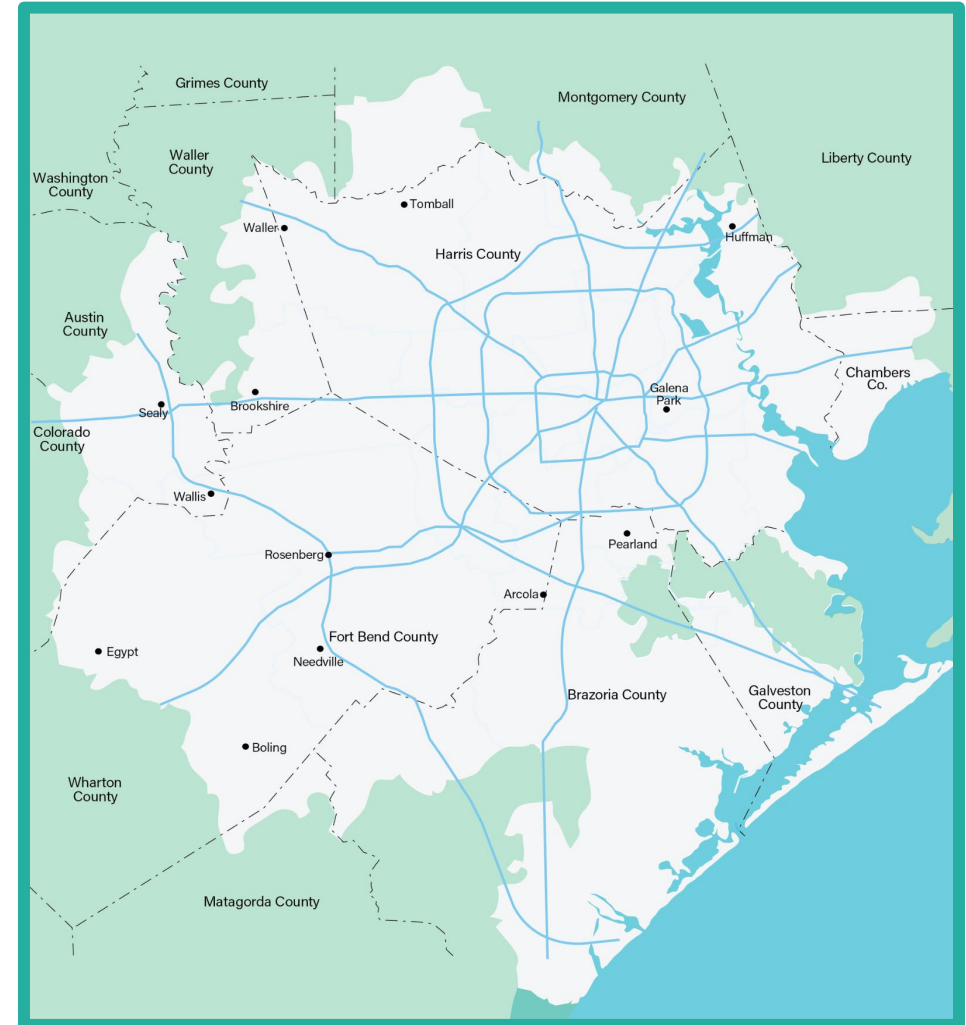 Grimes County
Montgomery County
Waller
County
Liberty County
Washington
County
Tomball
Waller
Huffman
Harris County
Austin
County
Chambers
Co.
Galena
Park
Brookshire
Sealy
Colorado
County
Wallis
Pearland
Rosenberg
Arcola
Fort Bend County
Egypt
Needville
Brazoria County
Galveston
County
Boling
Wharton
County
Matagorda County